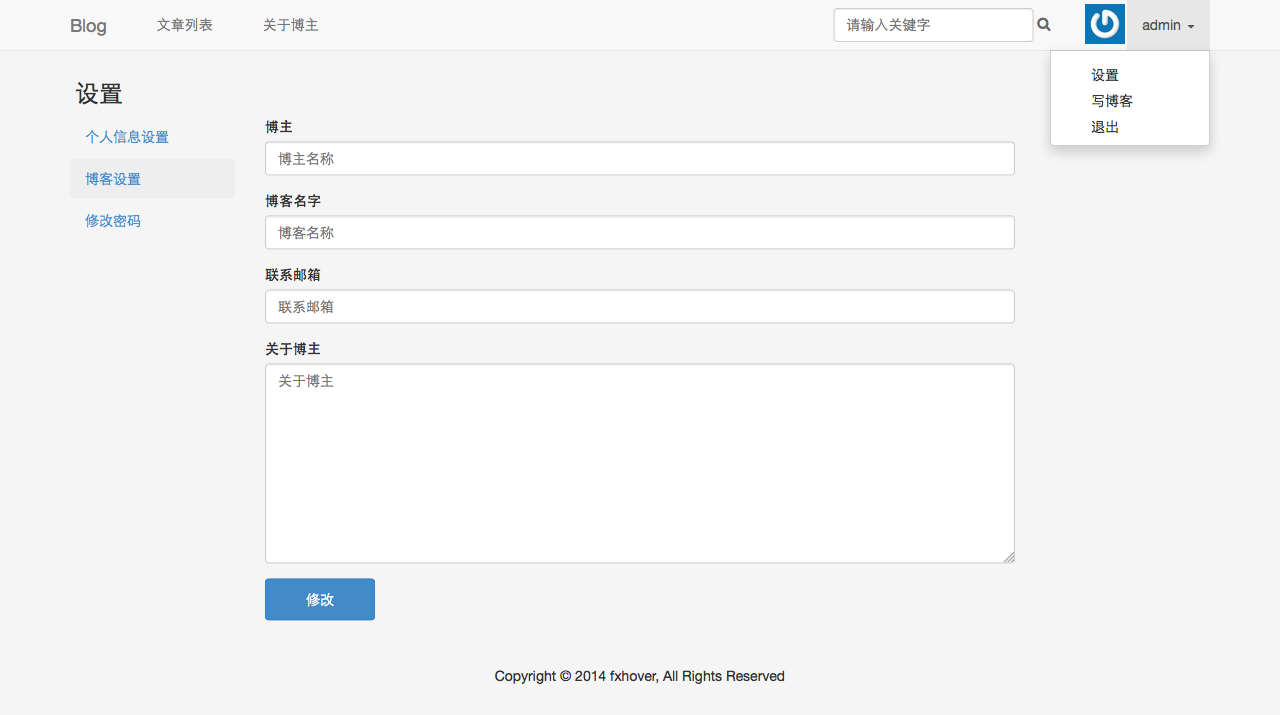 Blog 文章列表 关于博主 请输入关键字 admin
设置
写博客
退出
设置
个人信息设置
博客设置
修改密码
博主
博主名称
博客名字
博客名称
联系邮箱
联系邮箱
关于博主
关于博主
修改
Copyright © 2014 fxhover, All Rights Reserved